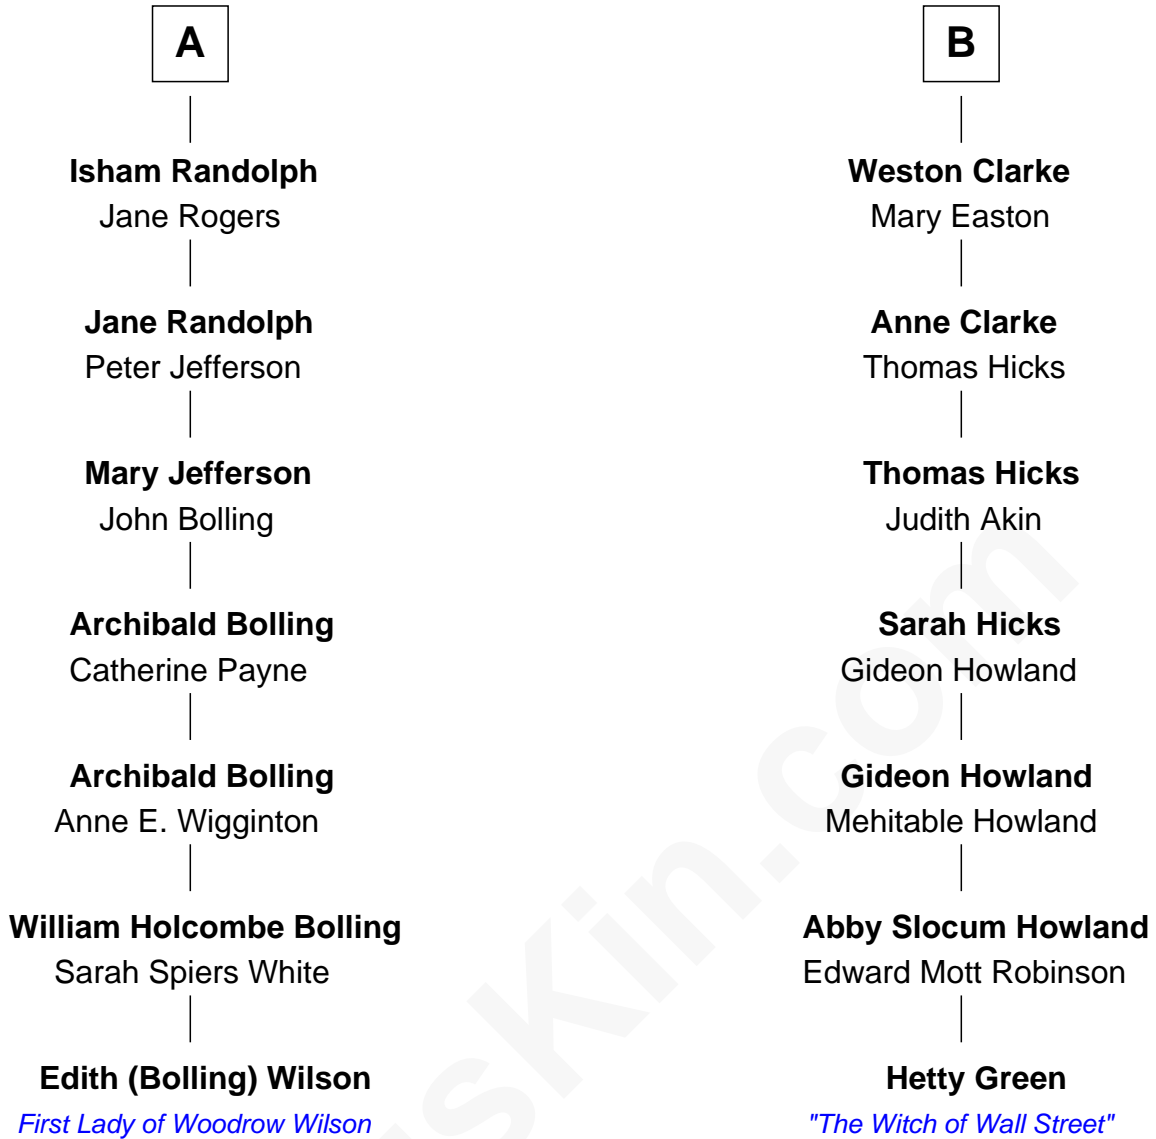 A
B
Isham Randolph
Jane Rogers
Weston Clarke
Mary Easton
Jane Randolph
Peter Jefferson
Anne Clarke
Thomas Hicks
Mary Jefferson
John Bolling
Thomas Hicks
Judith Akin
Archibald Bolling
Catherine Payne
Sarah Hicks
Gideon Howland
Archibald Bolling
Anne E. Wigginton
Gideon Howland
Mehitable Howland
William Holcombe Bolling
Sarah Spiers White
Abby Slocum Howland
Edward Mott Robinson
Edith (Bolling) Wilson
First Lady of Woodrow Wilson
Hetty Green
"The Witch of Wall Street"
sKin.com